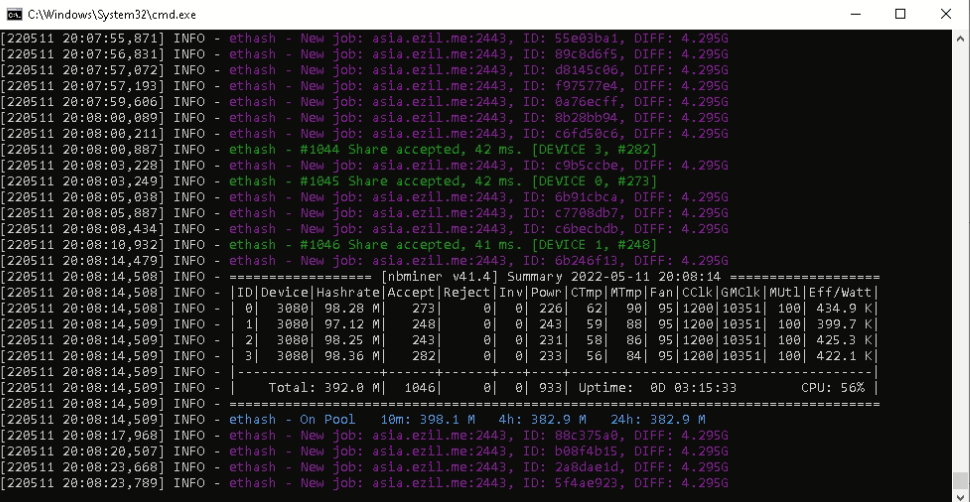 C:\Windows\System32\cmd.exe
[220511 20:07:55,871] INFO - ethash - New job: asia.ezil.me:2443, ID: 55e03ba1, DIFF: 4.295G
[220511 20:07:56,831] INFO - ethash - New job: asia.ezil.me:2443, ID: 89c8d6f5, DIFF: 4.295G
[220511 20:07:57,072] INFO - ethash - New job: asia.ezil.me:2443, ID: d8145c06, DIFF: 4.295G
[220511 20:07:57,193] INFO - ethash - New job: asia.ezil.me:2443, ID: f97577e4, DIFF: 4.295G
[220511 20:07:59,606] INFO - ethash - New job: asia.ezil.me:2443, ID: 0a76ecff, DIFF: 4.295G
[220511 20:08:00,089] INFO - ethash - New job: asia.ezil.me:2443, ID: 8b28bb94, DIFF: 4.295G
[220511 20:08:00,211] INFO - ethash - New job: asia.ezil.me:2443, ID: c6fd50c6, DIFF: 4.295G
[220511 20:08:00,887] INFO - ethash - #1044 Share accepted, 42 ms. [DEVICE 3, #282]
[220511 20:08:03,228] INFO - ethash - New job: asia.ezil.me:2443, ID: c9b5ccbe, DIFF: 4.295G
[220511 20:08:03,249] INFO - ethash - #1045 Share accepted, 42 ms. [DEVICE 0, #273]
[220511 20:08:05,038] INFO - ethash - New job: asia.ezil.me:2443, ID: 6b91cbca, DIFF: 4.295G
[220511 20:08:05,887] INFO - ethash - New job: asia.ezil.me:2443, ID: c7708db7, DIFF: 4.295G
[220511 20:08:08,434] INFO - ethash - New job: asia.ezil.me:2443, ID: c6becbdb, DIFF: 4.295G
[220511 20:08:10,932] INFO - ethash - #1046 Share accepted, 41 ms. [DEVICE 1, #248]
[220511 20:08:14,479] INFO - ethash - New job: asia.ezil.me:2443, ID: 6b246f13, DIFF: 4.295G
[220511 20:08:14,508] INFO - ================== [nbminer v41.4] Summary 2022-05-11 20:08:14 ===================
[220511 20:08:14,508] INFO - |ID|Device|Hashrate|Accept|Reject|Inv|Powr|CTmp|MTmp|Fan|CClk|GMClk|MUtl|Eff/Watt|
[220511 20:08:14,508] INFO - | 0|  3080| 98.28 M|   273|     0|  0| 226|  62|  90| 95|1200|10351| 100| 434.9 K|
[220511 20:08:14,509] INFO - | 1|  3080| 97.12 M|   248|     0|  0| 243|  59|  88| 95|1200|10351| 100| 399.7 K|
[220511 20:08:14,509] INFO - | 2|  3080| 98.25 M|   243|     0|  0| 231|  58|  86| 95|1200|10351| 100| 425.3 K|
[220511 20:08:14,509] INFO - | 3|  3080| 98.36 M|   282|     0|  0| 233|  56|  84| 95|1200|10351| 100| 422.1 K|
[220511 20:08:14,509] INFO - |------------------+------+------+---+----+--------------------------------------|
[220511 20:08:14,509] INFO - |    Total: 392.0 M|  1046|     0|  0| 933| Uptime:  0D 03:15:33        CPU: 56% |
[220511 20:08:14,509] INFO - ================================================================================
[220511 20:08:14,509] INFO - ethash - On Pool   10m: 398.1 M   4h: 382.9 M   24h: 382.9 M
[220511 20:08:17,968] INFO - ethash - New job: asia.ezil.me:2443, ID: 88c375a0, DIFF: 4.295G
[220511 20:08:20,507] INFO - ethash - New job: asia.ezil.me:2443, ID: b08f4b15, DIFF: 4.295G
[220511 20:08:23,668] INFO - ethash - New job: asia.ezil.me:2443, ID: 2a8dae1d, DIFF: 4.295G
[220511 20:08:23,789] INFO - ethash - New job: asia.ezil.me:2443, ID: 5f4ae923, DIFF: 4.295G